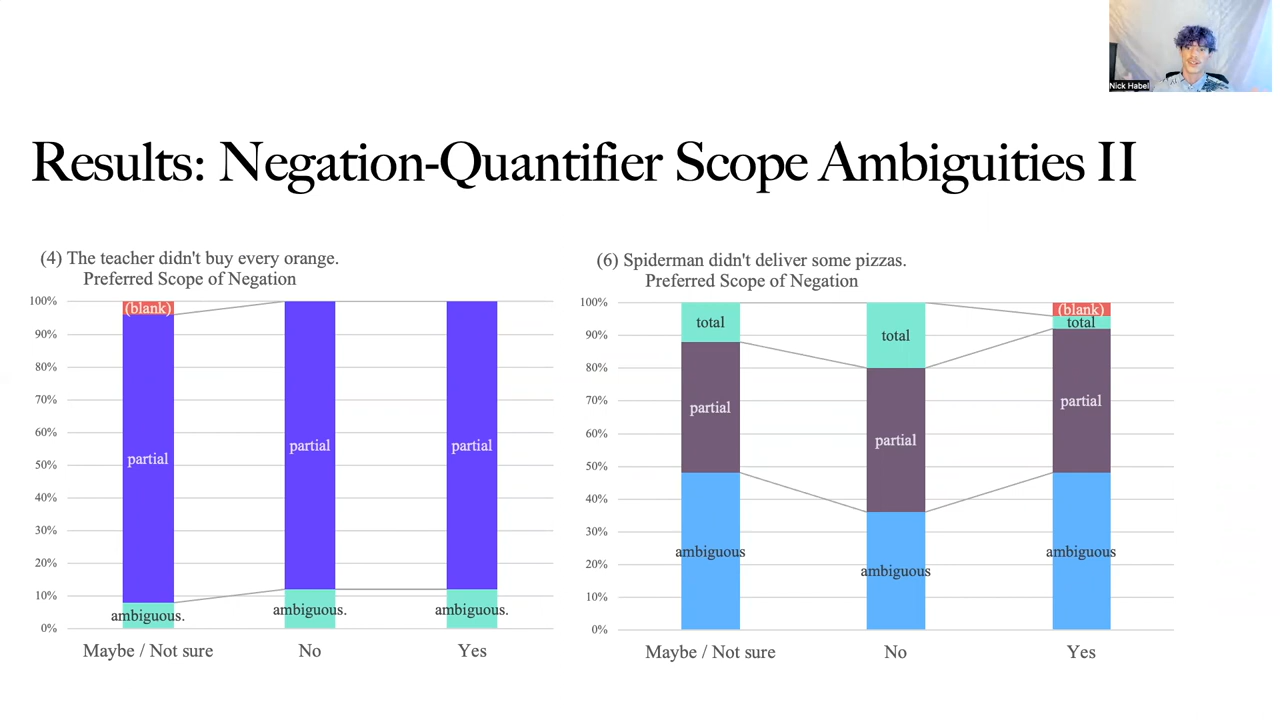 Nick Habel
Results: Negation-Quantifier Scope Ambiguities II
(4) The teacher didn't buy every orange.
Preferred Scope of Negation
100%
90%
80%
70%
60%
50%
40%
30%
20%
10%
0%
(blank)
partial
partial
partial
ambiguous.
ambiguous.
ambiguous.
Maybe / Not sure
No
Yes
(6) Spiderman didn't deliver some pizzas.
Preferred Scope of Negation
100%
90%
80%
70%
60%
50%
40%
30%
20%
10%
0%
total
total
(blank)
total
partial
partial
partial
ambiguous
ambiguous
ambiguous
Maybe / Not sure
No
Yes